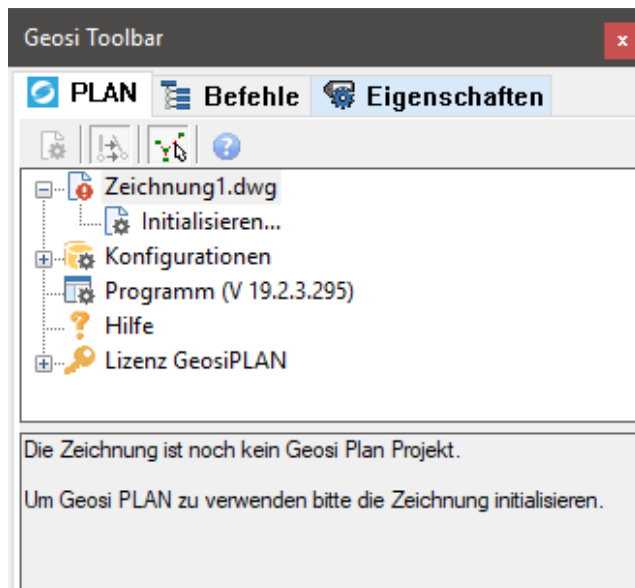 Geosi Toolbar
x
PLAN Befehle Eigenschaften
?
Zeichnung1.dwg
Initialisieren...
Konfigurationen
Programm (V 19.2.3.295)
Hilfe
Lizenz GeosiPLAN
Die Zeichnung ist noch kein Geosi Plan Projekt.
Um Geosi PLAN zu verwenden bitte die Zeichnung initialisieren.